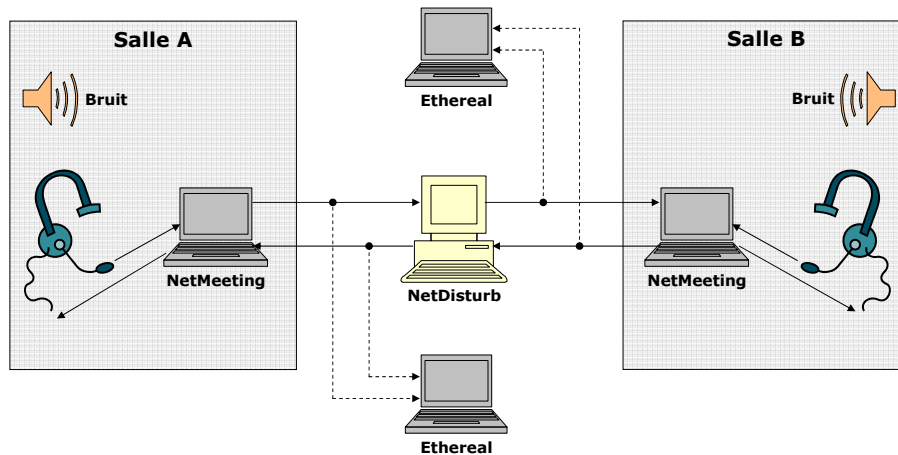 Salle A
Salle B
Bruit
Ethereal
Bruit
NetMeeting
NetDisturb
NetMeeting
Ethereal